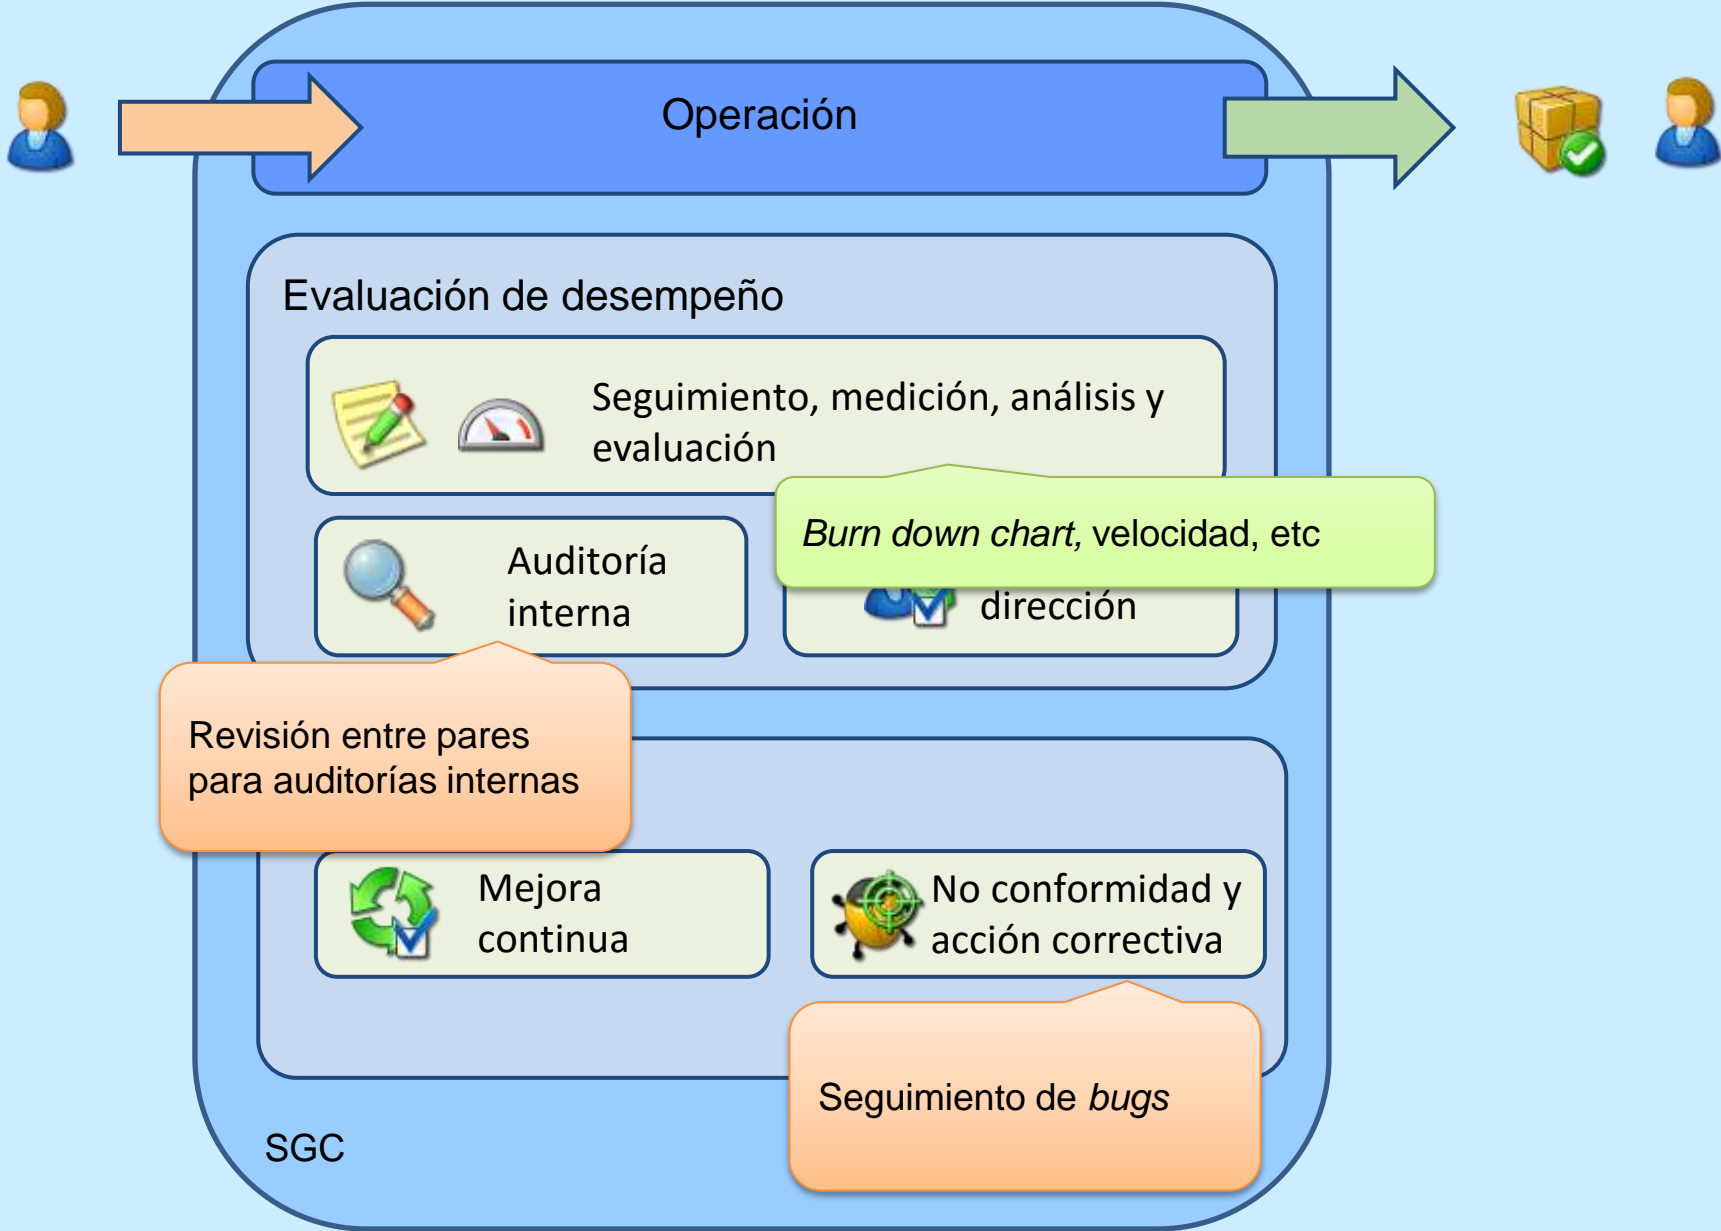 Operación
Evaluación de desempeño
Seguimiento, medición, análisis y
evaluación
Burn down chart, velocidad, etc
Auditoría
interna
dirección
Revisión entre pares
para auditorías internas
Mejora
continua
No conformidad y
acción correctiva
Seguimiento de bugs
SGC